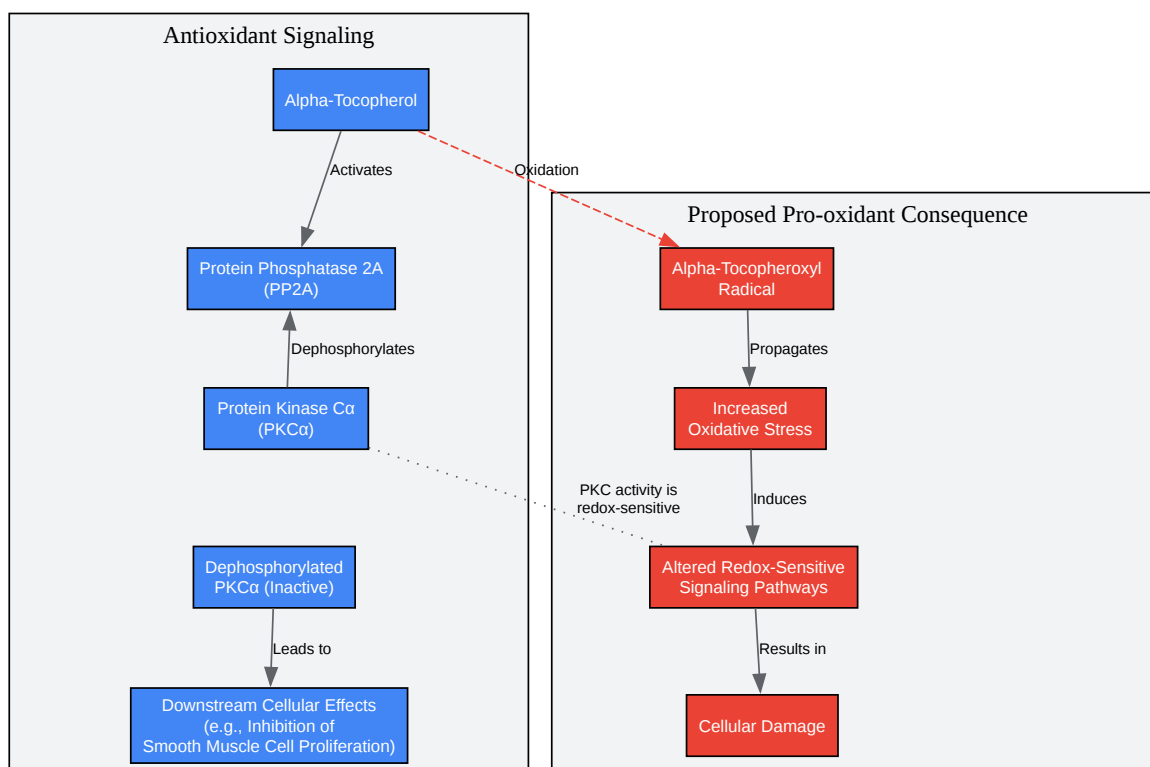 Antioxidant Signaling
Alpha-Tocopherol
Activates
Protein Phosphatase 2A
(PP2A)
Dephosphorylates
Protein Kinase Cα
(PKCα)
Dephosphorylated
PKCα (Inactive)
Leads to
Downstream Cellular Effects
(e.g., Inhibition of
Smooth Muscle Cell Proliferation)
Oxidation
Proposed Pro-oxidant Consequence
Alpha-Tocopheroxyl
Radical
Propagates
Increased
Oxidative Stress
PKC activity is
redox-sensitive
Induces
Altered Redox-Sensitive
Signaling Pathways
Results in
Cellular Damage